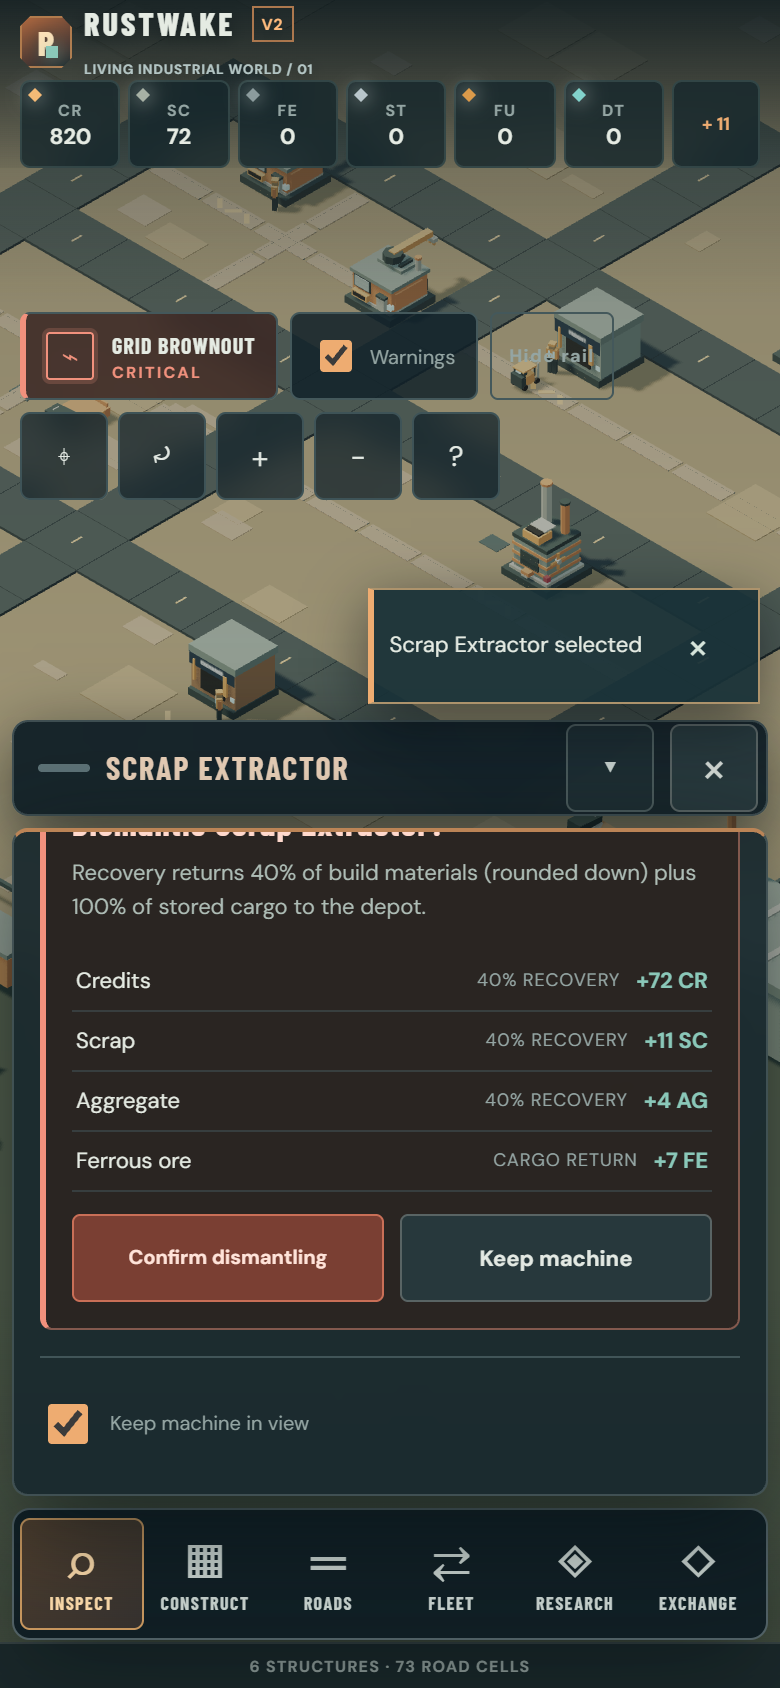 RUSTWAKE V2
LIVING INDUSTRIAL WORLD / 01
CR SC FE ST FU DT
820 72 0 0 0 0 + 11
GRID BROWNOUT
CRITICAL
Warnings
Hide rail
+ - ?
Scrap Extractor selected ×
SCRAP EXTRACTOR ▼ ×
Dismantle Scrap Extractor?
Recovery returns 40% of build materials (rounded down) plus
100% of stored cargo to the depot.
Credits 40% RECOVERY +72 CR
Scrap 40% RECOVERY +11 SC
Aggregate 40% RECOVERY +4 AG
Ferrous ore CARGO RETURN +7 FE
Confirm dismantling Keep machine
Keep machine in view
INSPECT CONSTRUCT ROADS FLEET RESEARCH EXCHANGE
6 STRUCTURES · 73 ROAD CELLS